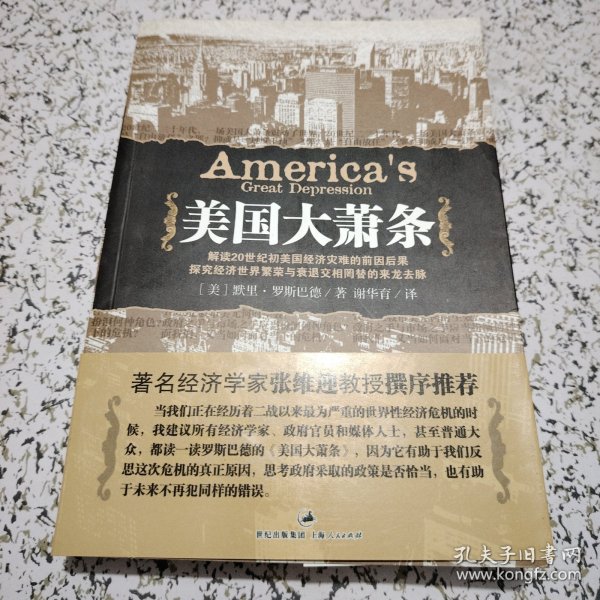 America's
Great Depression
美国大萧条
解读20世纪初美国经济灾难的前因后果
探究经济世界繁荣与衰退交相罔替的来龙去脉
［美］默里·罗斯巴德／著 谢华育／译
著名经济学家张维迎教授撰序推荐
当我们正在经历着二战以来最为严重的世界性经济危机的时
候，我建议所有经济学家、政府官员和媒体人士，甚至普通大
众，都读一读罗斯巴德的《美国大萧条》，因为它有助于我们反
思这次危机的真正原因，思考政府采取的政策是否恰当，也有助
于未来不再犯同样的错误。
世纪出版集团 上海人民出版社
孔夫子旧书网
www.kongfz.com